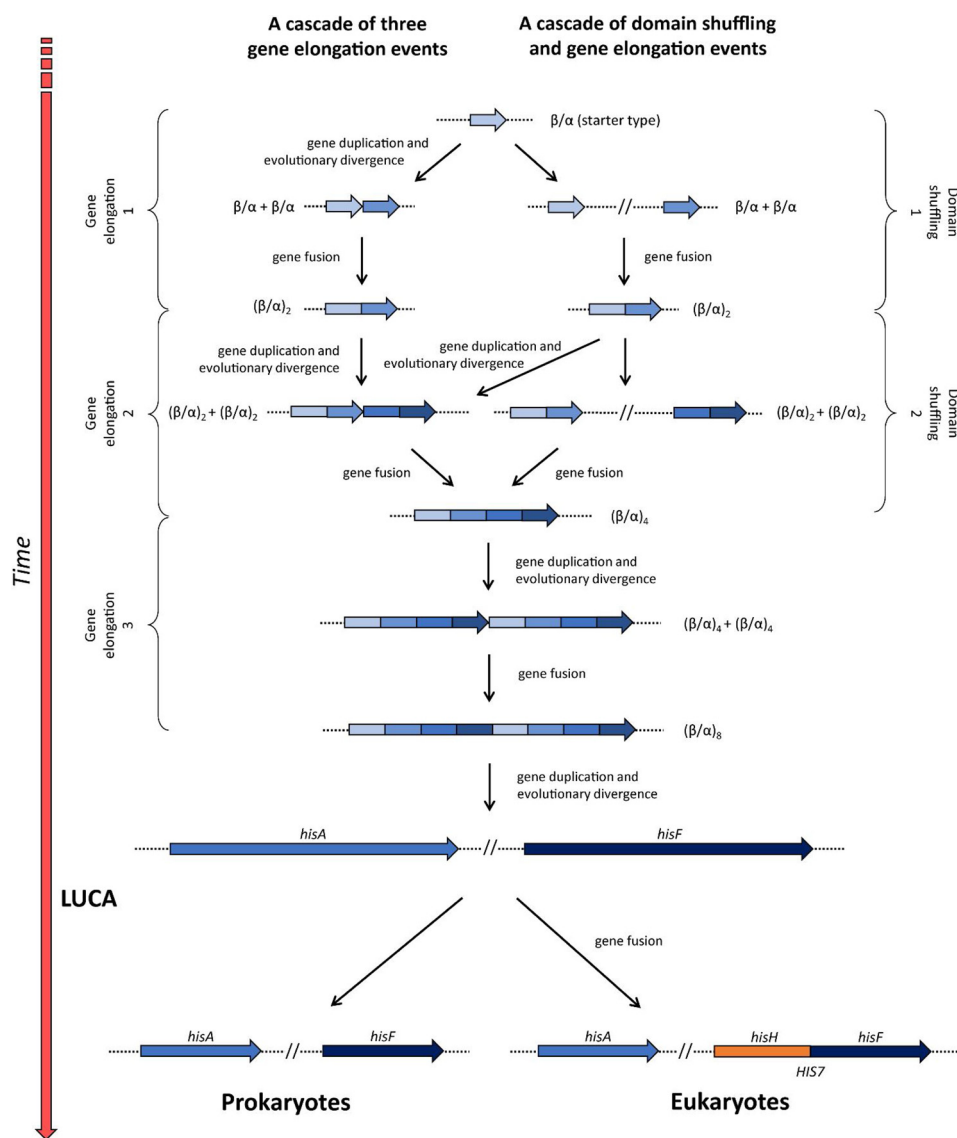 A cascade of three
gene elongation events
A cascade of domain shuffling
and gene elongation events
β/α (starter type)
gene duplication and
evolutionary divergence
Gene
elongation
1
β/α + β/α
//
β/α + β/α
Domain
shuffling
1
gene fusion
gene fusion
(β/α)₂
(β/α)₂
gene duplication and
evolutionary divergence
gene duplication and
evolutionary divergence
Gene
elongation
2
(β/α)₂ + (β/α)₂
//
(β/α)₂ + (β/α)₂
Domain
shuffling
2
gene fusion
gene fusion
(β/α)₄
Time
gene duplication and
evolutionary divergence
Gene
elongation
3
(β/α)₄ + (β/α)₄
gene fusion
(β/α)₈
gene duplication and
evolutionary divergence
hisA
//
hisF
LUCA
gene fusion
hisA
//
hisF
hisA
//
hisH
hisF
HIS7
Prokaryotes
Eukaryotes